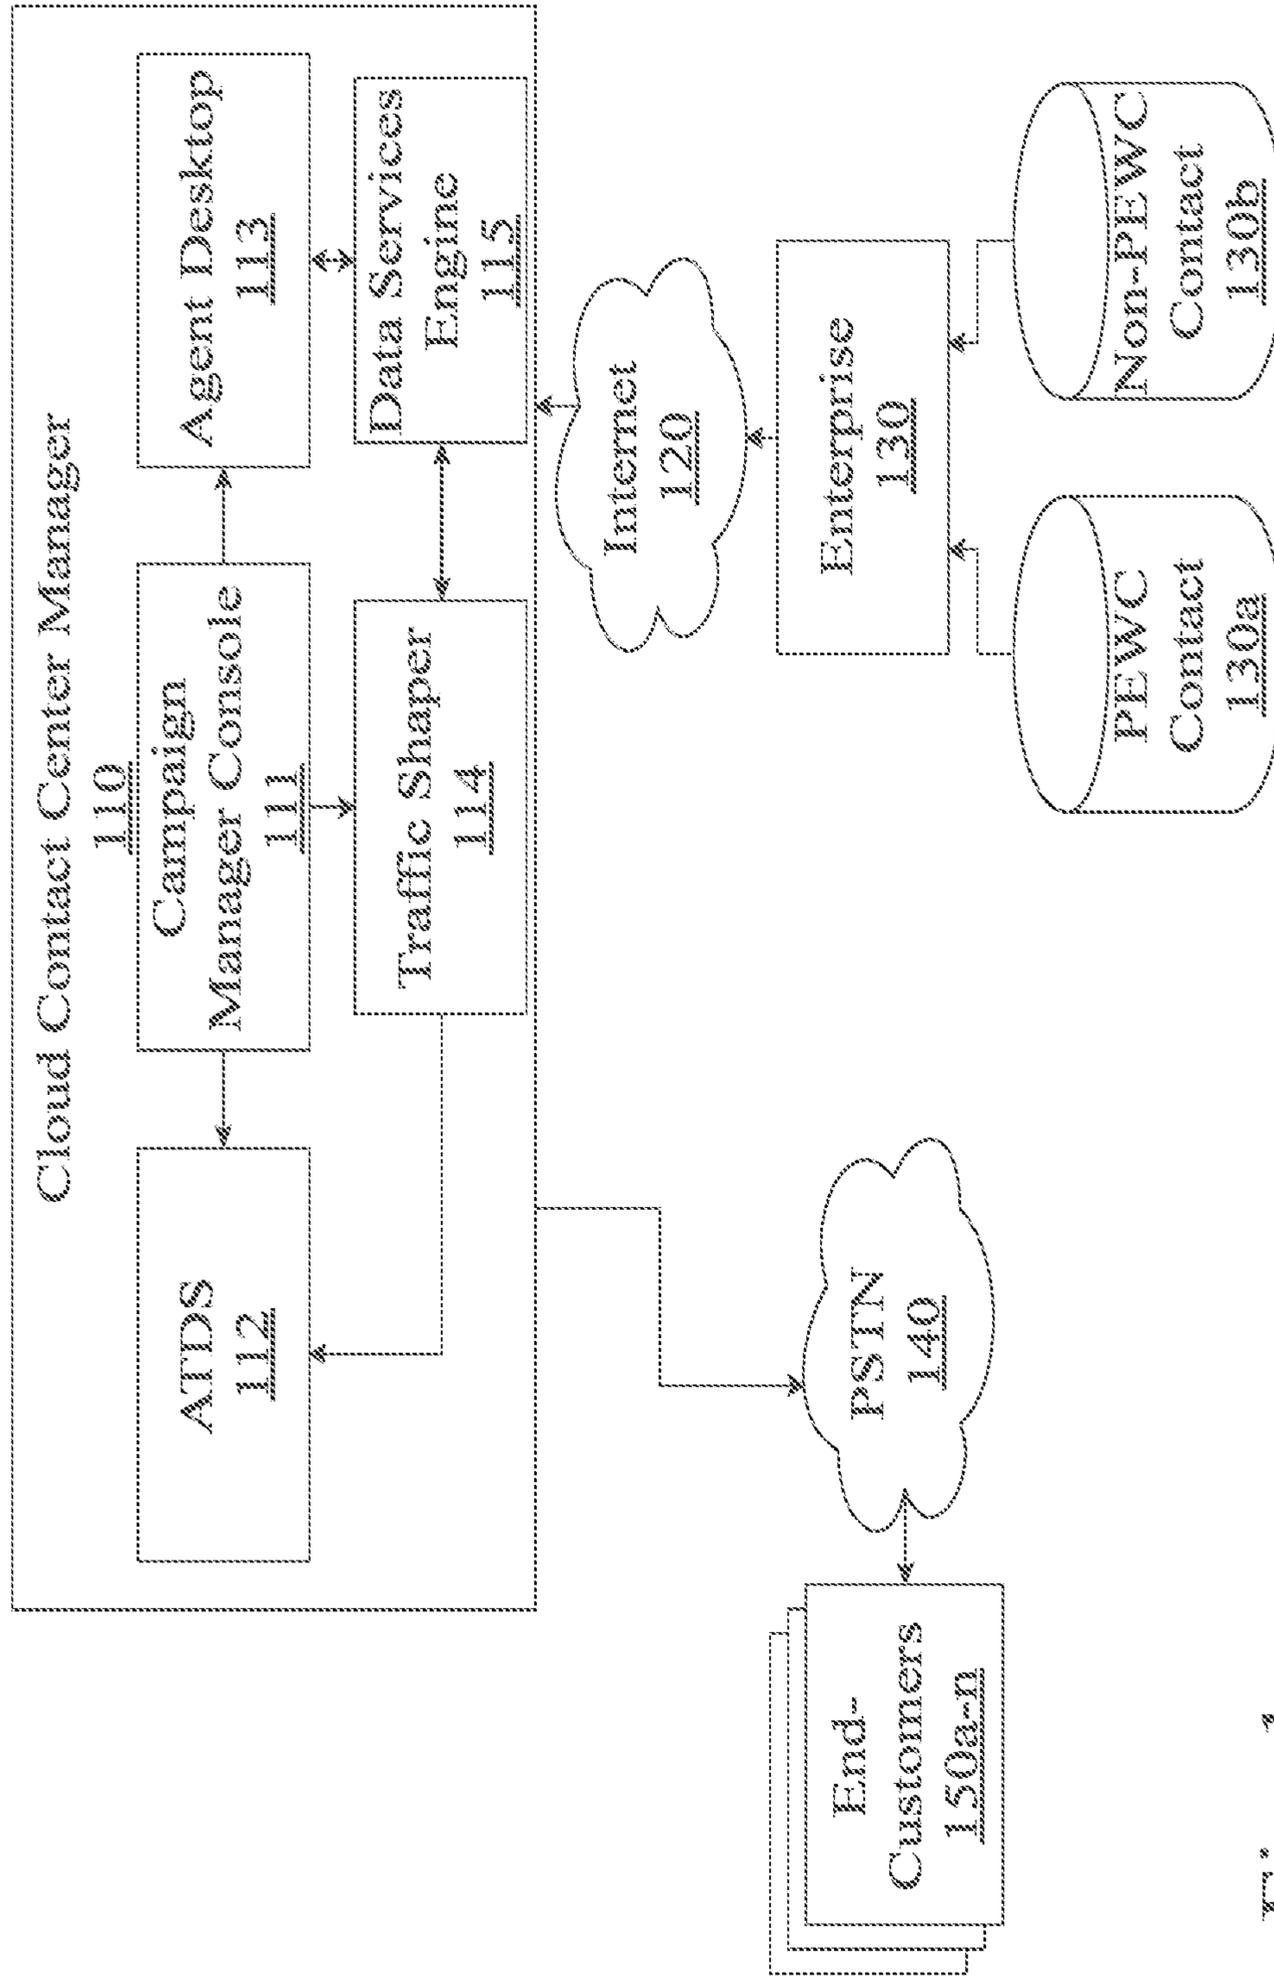 Cloud Contact Center Manager
110
ATDS
112
Campaign
Manager Console
111
Agent Desktop
113
Traffic Shaper
114
Data Services
Engine
115
Internet
120
PSTN
140
Enterprise
130
End-
Customers
150a-n
PEWC
Contact
130a
Non-PEWC
Contact
130b